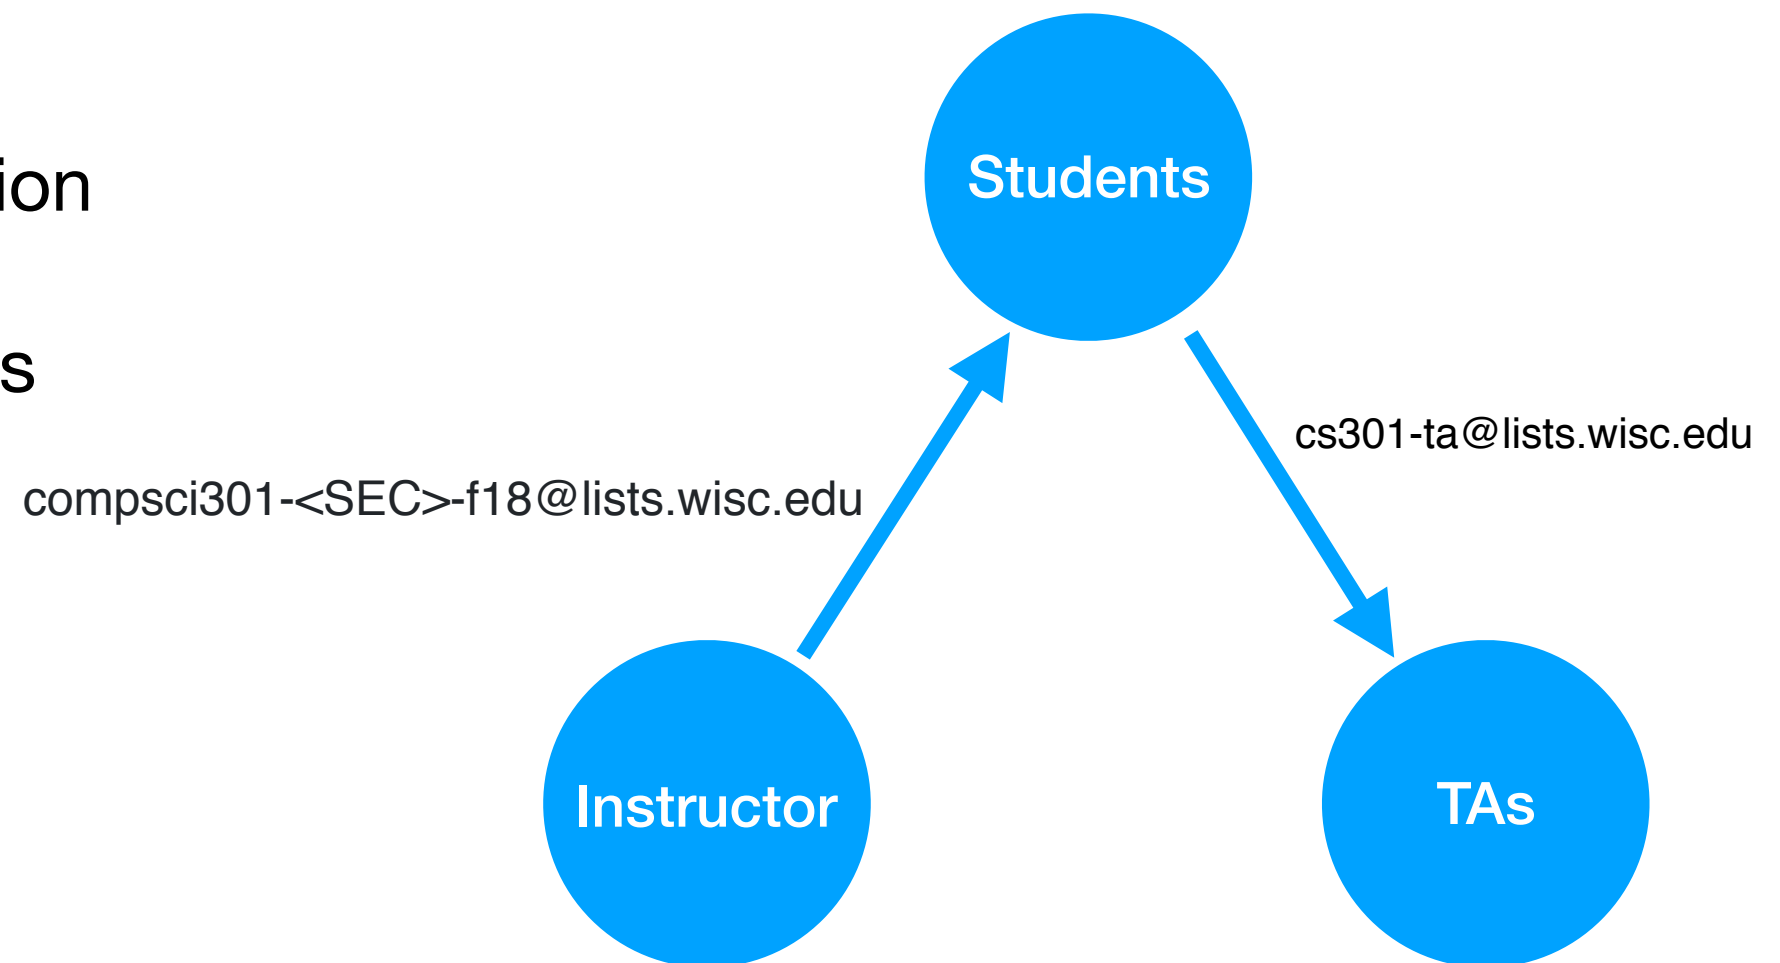 Students
ion
s
cs301-ta@lists.wisc.edu
compsci301-<SEC>-f18@lists.wisc.edu
Instructor
TAs